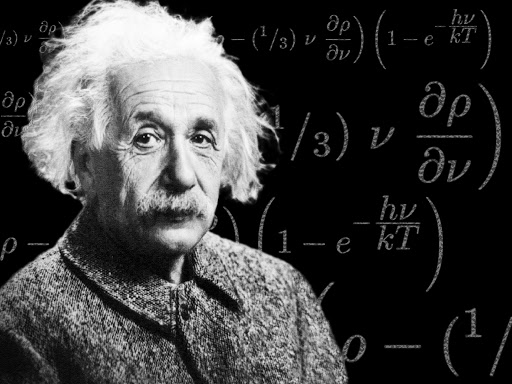 /₃) ν ∂ρ/∂ν ρ − (¹/₃) ν ∂ρ/∂ν) (1 − e^{−hν/kT})
∂ρ/∂ν /₃) ν ∂ρ/∂ν)
ρ − ) (1 − e^{−hν/kT})
ρ − (¹/